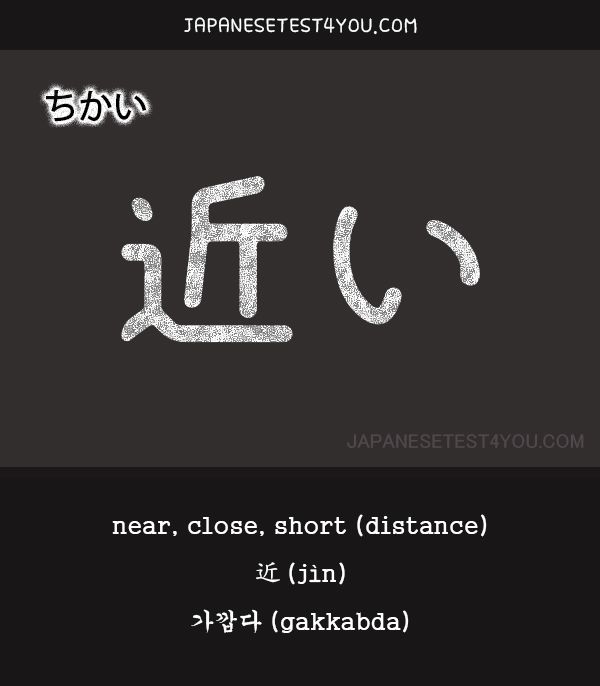 JAPANESETEST4YOU.COM
ちかい
近い
JAPANESETEST4YOU.COM
near, close, short (distance)
近 (jìn)
가깝다 (gakkabda)